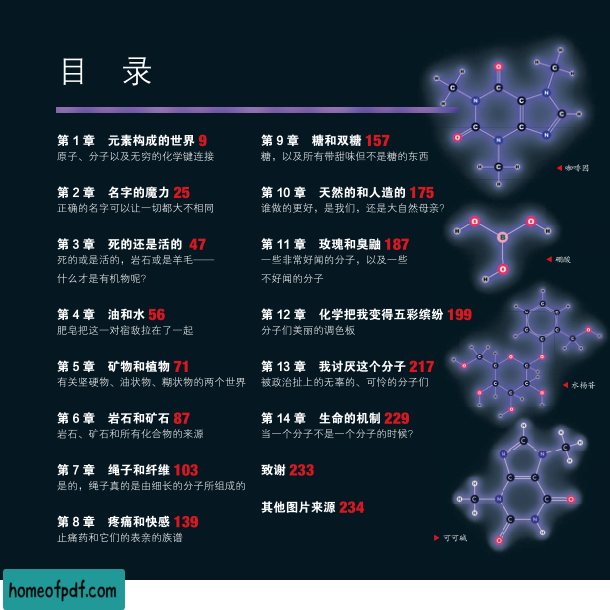 目 录
第 1 章 元素构成的世界 9
原子、分子以及无穷的化学键连接
第 2 章 名字的魔力 25
正确的名字可以让一切都大不相同
第 3 章 死的还是活的 47
死的或是活的，岩石或是羊毛——
什么才是有机物呢?
第 4 章 油和水 56
肥皂把这一对宿敌拉在了一起
第 5 章 矿物和植物 71
有关坚硬物、油状物、糊状物的两个世界
第 6 章 岩石和矿石 87
岩石、矿石和所有化合物的来源
第 7 章 绳子和纤维 103
是的，绳子真的是由细长的分子所组成的
第 8 章 疼痛和快感 139
止痛药和它们的表亲的族谱
第 9 章 糖和双糖 157
糖，以及所有带甜味但不是糖的东西
第 10 章 天然的和人造的 175
谁做的更好，是我们，还是大自然母亲?
第 11 章 玫瑰和臭鼬 187
一些非常好闻的分子，以及一些
不好闻的分子
第 12 章 化学把我变得五彩缤纷 199
分子们美丽的调色板
第 13 章 我讨厌这个分子 217
被政治扯上的无辜的、可怜的分子们
第 14 章 生命的机制 229
当一个分子不是一个分子的时候?
致谢 233
其他图片来源 234
咖啡因
硼酸
水杨苷
可可碱
homeofpdf.com